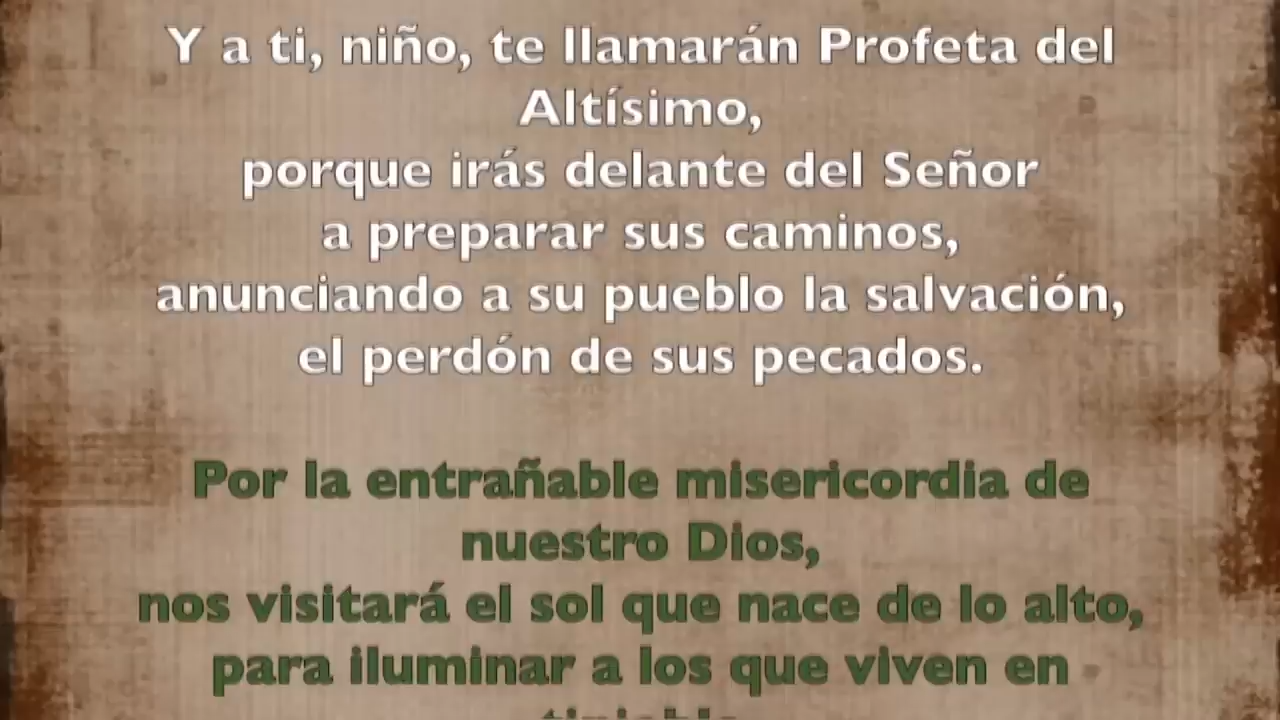 Y a ti, niño, te llamarán Profeta del
Altísimo,
porque irás delante del Señor
a preparar sus caminos,
anunciando a su pueblo la salvación,
el perdón de sus pecados.
Por la entrañable misericordia de
nuestro Dios,
nos visitará el sol que nace de lo alto,
para iluminar a los que viven en